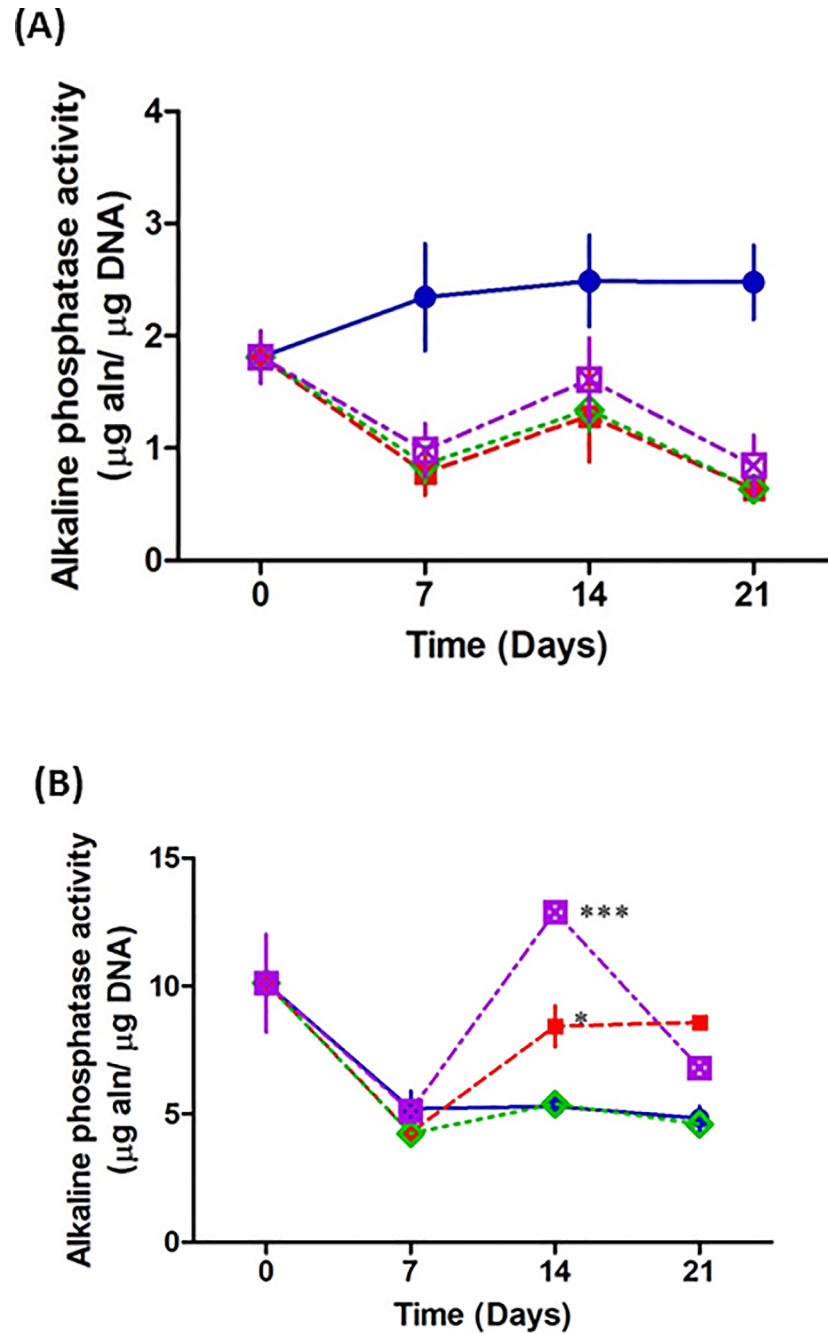 (A)
Alkaline phosphatase activity
(μg aln/ μg DNA)
4
3
2
1
0
0 7 14 21
Time (Days)
(B)
Alkaline phosphatase activity
(μg aln/ μg DNA)
15
10
5
0
***
*
0 7 14 21
Time (Days)